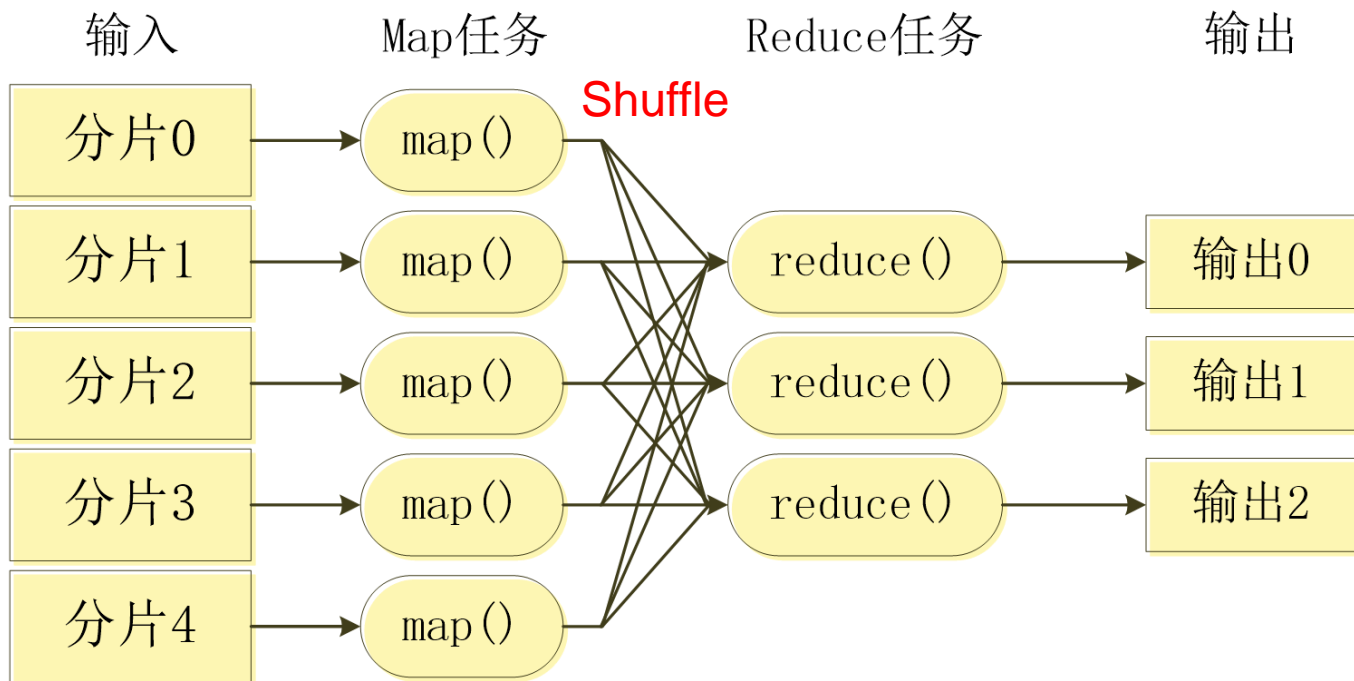 输入
Map任务
Reduce任务
输出
Shuffle
分片0
map()
分片1
map()
reduce()
输出0
分片2
map()
reduce()
输出1
分片3
map()
reduce()
输出2
分片4
map()